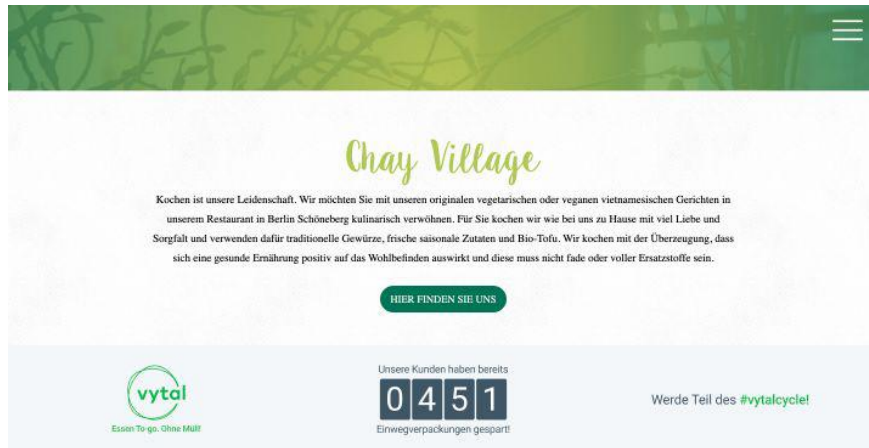 Chay Village
Kochen ist unsere Leidenschaft. Wir möchten Sie mit unseren originalen vegetarischen oder veganen vietnamesischen Gerichten in
unserem Restaurant in Berlin Schöneberg kulinarisch verwöhnen. Für Sie kochen wir wie bei uns zu Hause mit viel Liebe und
Sorgfalt und verwenden dafür traditionelle Gewürze, frische saisonale Zutaten und Bio-Tofu. Wir kochen mit der Überzeugung, dass
sich eine gesunde Ernährung positiv auf das Wohlbefinden auswirkt und diese muss nicht fade oder voller Ersatzstoffe sein.
HIER FINDEN SIE UNS
vytal
Essen To-go. Ohne Müll!
Unsere Kunden haben bereits
0451
Einwegverpackungen gespart!
Werde Teil des #vytalcycle!